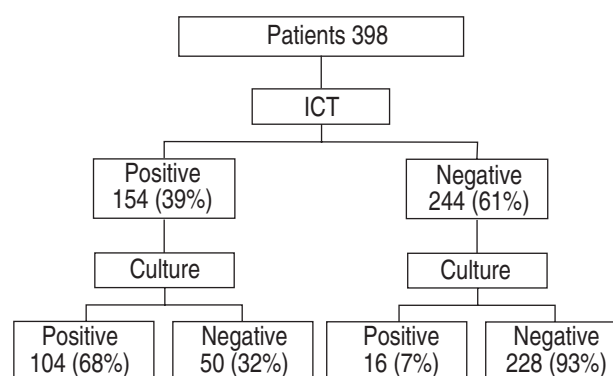 Patients 398
ICT
Positive
154 (39%)
Negative
244 (61%)
Culture
Culture
Positive
104 (68%)
Negative
50 (32%)
Positive
16 (7%)
Negative
228 (93%)